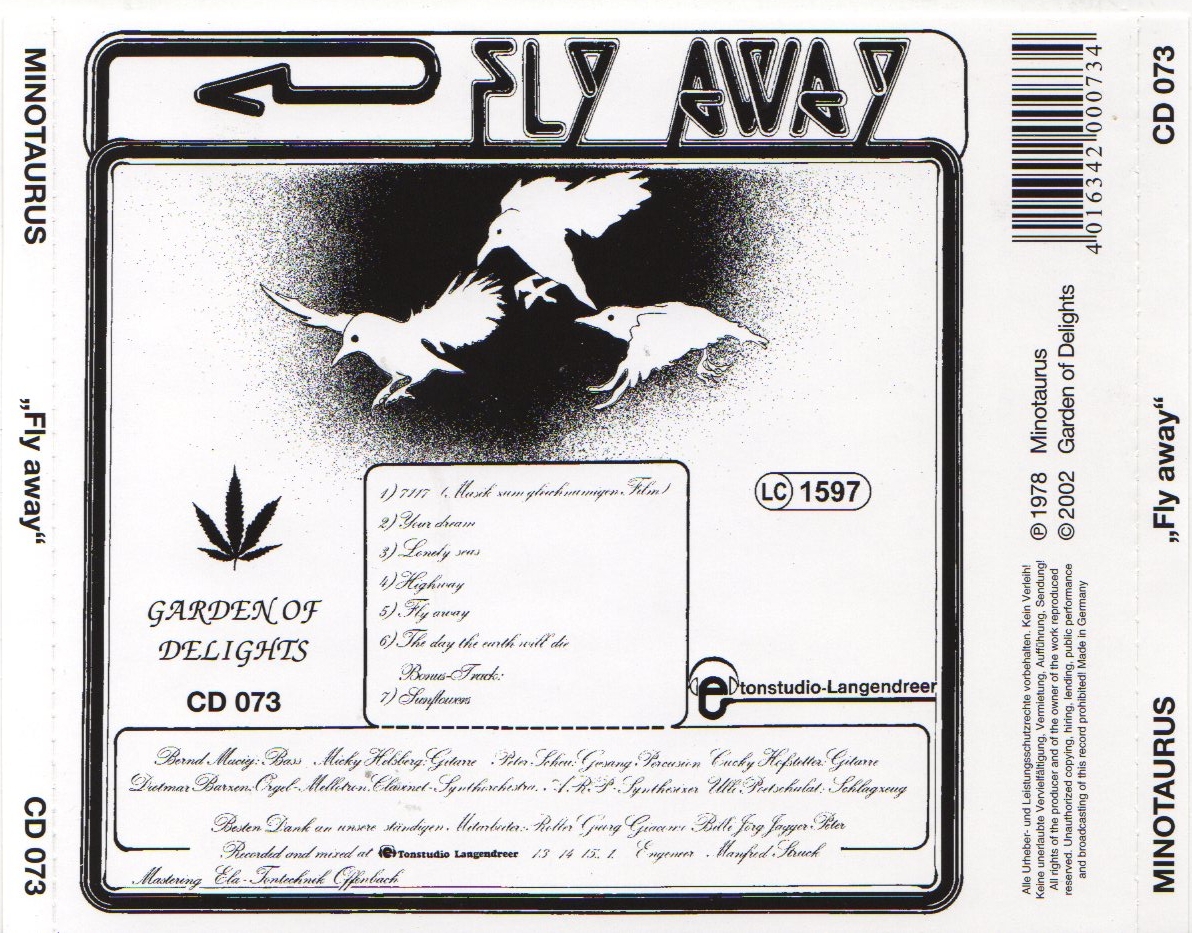 MINOTAURUS „Fly away“ CD 073
FLY AWAY
1) 7117 (Musik zum gleichnamigen Film)
2) Your dream
3) Lonely seas
4) Highway
5) Fly away
6) The day the earth will die
Bonus-Track:
7) Sunflowers
GARDEN OF
DELIGHTS
CD 073
LC 1597
e tonstudio-Langendreer
Bernd Maciej: Bass Micky Helsberg: Gitarre Peter Scheu: Gesang-Percusion Cucky Hofstetter: Gitarre
Dietmar Barzen: Orgel-Mellotron, Clavinet-Synthorchestra. A.R.P-Synthesizer Ulli Poetschulat: Schlagzeug
Besten Dank an unsere ständigen Mitarbeiter: Roller Georg Giacomo Billi Jörg Jagger Peter
Recorded and mixed at e Tonstudio Langendreer 13 14 15. 1. Engeneer Manfred Struck
Mastering Ela-Tontechnik Offenbach
4 016342 000734
℗ 1978 Minotaurus
© 2002 Garden of Delights
Alle Urheber- und Leistungsschutzrechte vorbehalten. Kein Verleih!
Keine unerlaubte Vervielfältigung, Vermietung, Aufführung, Sendung!
All rights of the producer and of the owner of the work reproduced
reserved. Unauthorized copying, hiring, lending, public performance
and broadcasting of this record prohibited! Made in Germany
CD 073 „Fly away“ MINOTAURUS